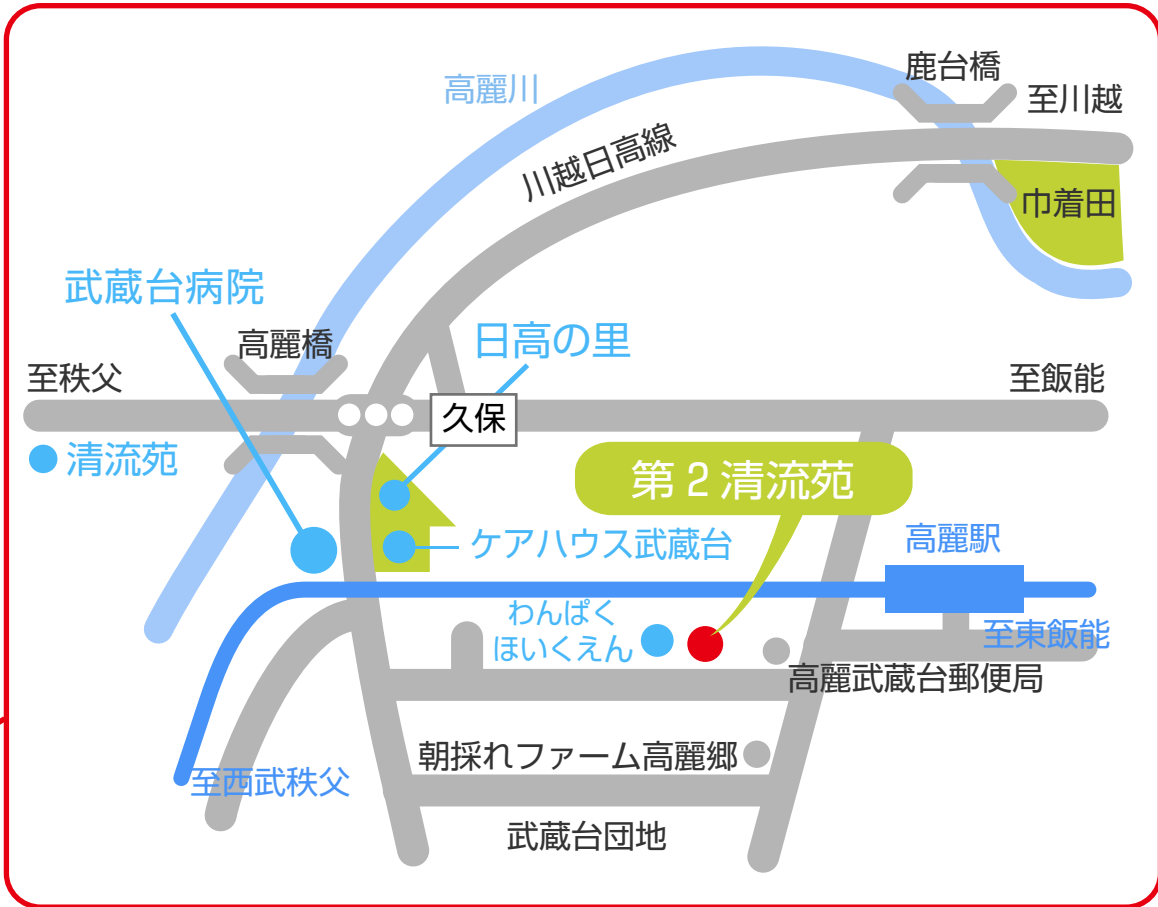 鹿台橋
高麗川
至川越
川越日高線
巾着田
武蔵台病院
高麗橋
日高の里
至秩父
至飯能
久保
清流苑
第2清流苑
高麗駅
ケアハウス武蔵台
わんぱく
ほいくえん
至東飯能
高麗武蔵台郵便局
朝採れファーム高麗郷
至西武秩父
武蔵台団地